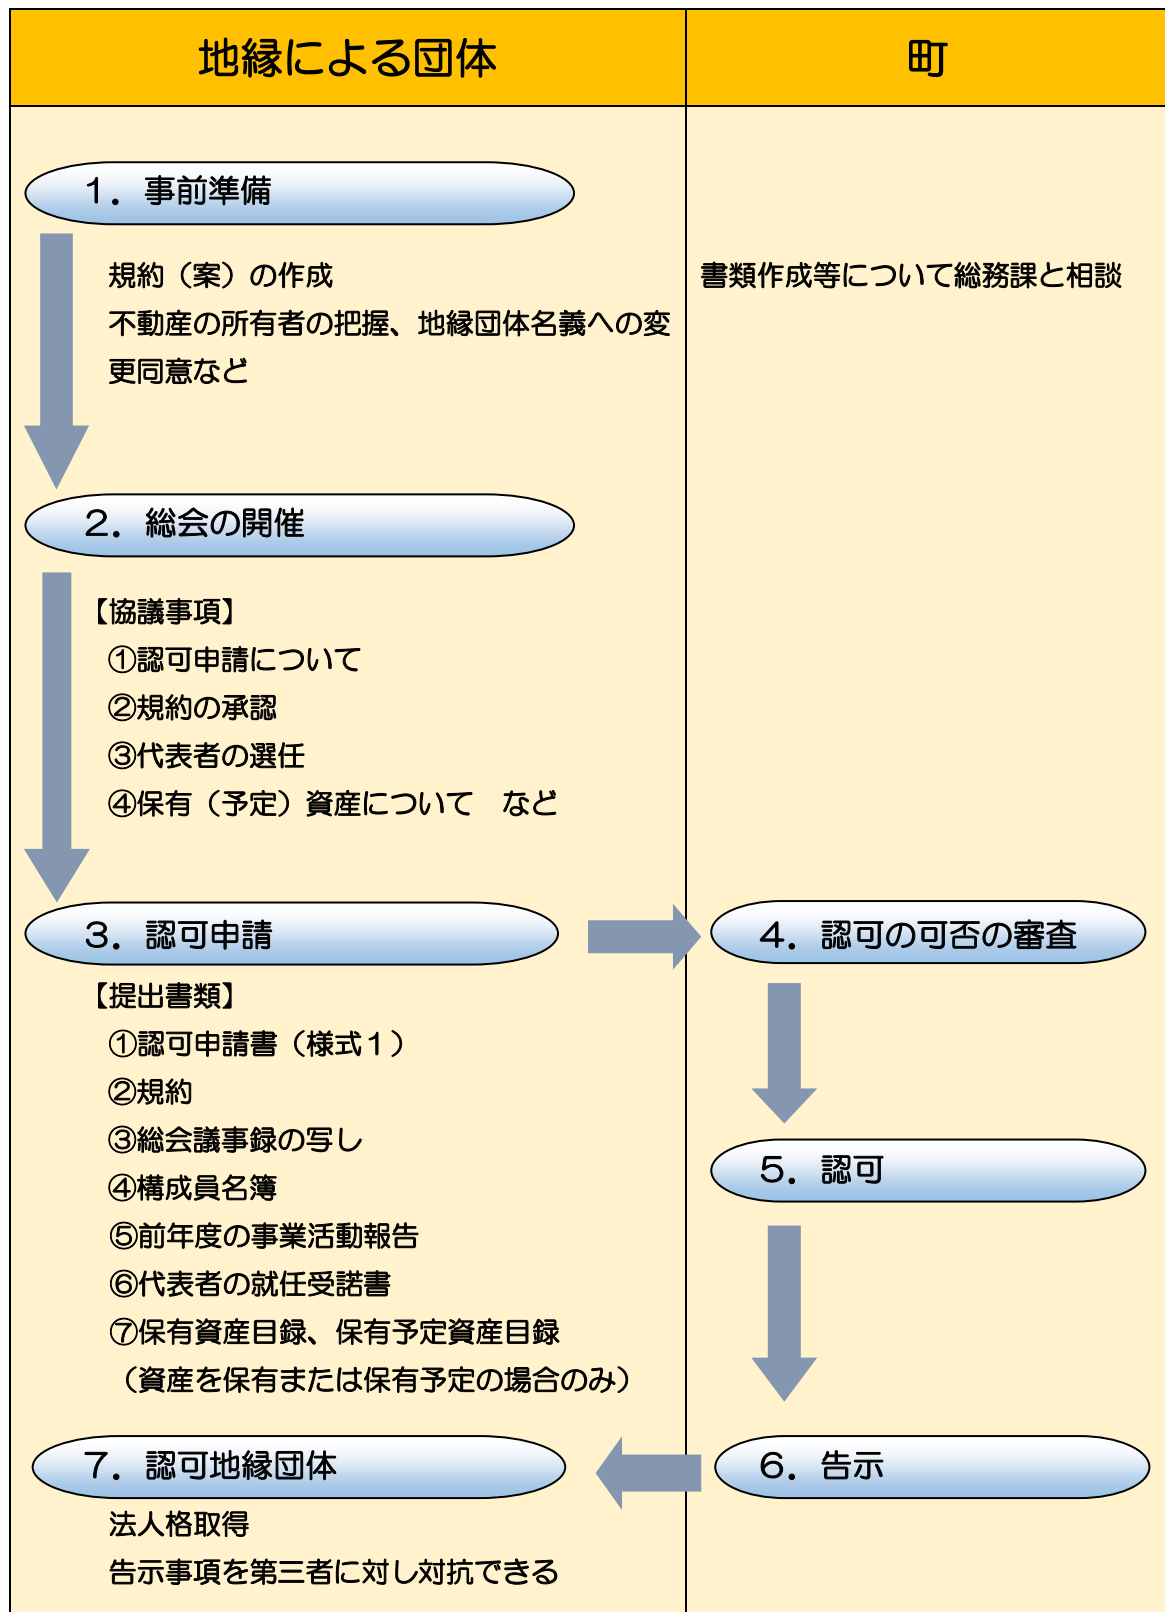 地縁による団体
町
１．事前準備
規約（案）の作成
書類作成等について総務課と相談
不動産の所有者の把握、地縁団体名義への変
更同意など
２．総会の開催
【協議事項】
①認可申請について
②規約の承認
③代表者の選任
④保有（予定）資産について　など
３．認可申請
４．認可の可否の審査
【提出書類】
①認可申請書（様式１）
②規約
③総会議事録の写し
④構成員名簿
⑤前年度の事業活動報告
⑥代表者の就任受諾書
⑦保有資産目録、保有予定資産目録
（資産を保有または保有予定の場合のみ）
５．認可
６．告示
７．認可地縁団体
法人格取得
告示事項を第三者に対し対抗できる